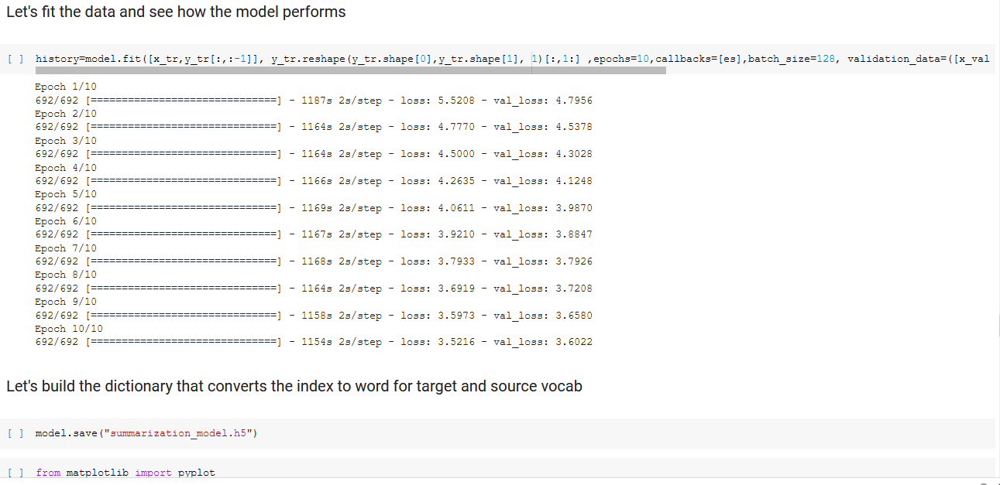 Let's fit the data and see how the model performs
[ ] history=model.fit([x_tr,y_tr[:,:-1]], y_tr.reshape(y_tr.shape[0],y_tr.shape[1], 1)[:,1:] ,epochs=10,callbacks=[es],batch_size=128, validation_data=([x_val
Epoch 1/10
692/692 [==============================] - 1187s 2s/step - loss: 5.5208 - val_loss: 4.7956
Epoch 2/10
692/692 [==============================] - 1164s 2s/step - loss: 4.7770 - val_loss: 4.5378
Epoch 3/10
692/692 [==============================] - 1164s 2s/step - loss: 4.5000 - val_loss: 4.3028
Epoch 4/10
692/692 [==============================] - 1166s 2s/step - loss: 4.2635 - val_loss: 4.1248
Epoch 5/10
692/692 [==============================] - 1169s 2s/step - loss: 4.0611 - val_loss: 3.9870
Epoch 6/10
692/692 [==============================] - 1167s 2s/step - loss: 3.9210 - val_loss: 3.8847
Epoch 7/10
692/692 [==============================] - 1168s 2s/step - loss: 3.7933 - val_loss: 3.7926
Epoch 8/10
692/692 [==============================] - 1164s 2s/step - loss: 3.6919 - val_loss: 3.7208
Epoch 9/10
692/692 [==============================] - 1158s 2s/step - loss: 3.5973 - val_loss: 3.6580
Epoch 10/10
692/692 [==============================] - 1154s 2s/step - loss: 3.5216 - val_loss: 3.6022
Let's build the dictionary that converts the index to word for target and source vocab
[ ] model.save("summarization_model.h5")
[ ] from matplotlib import pyplot